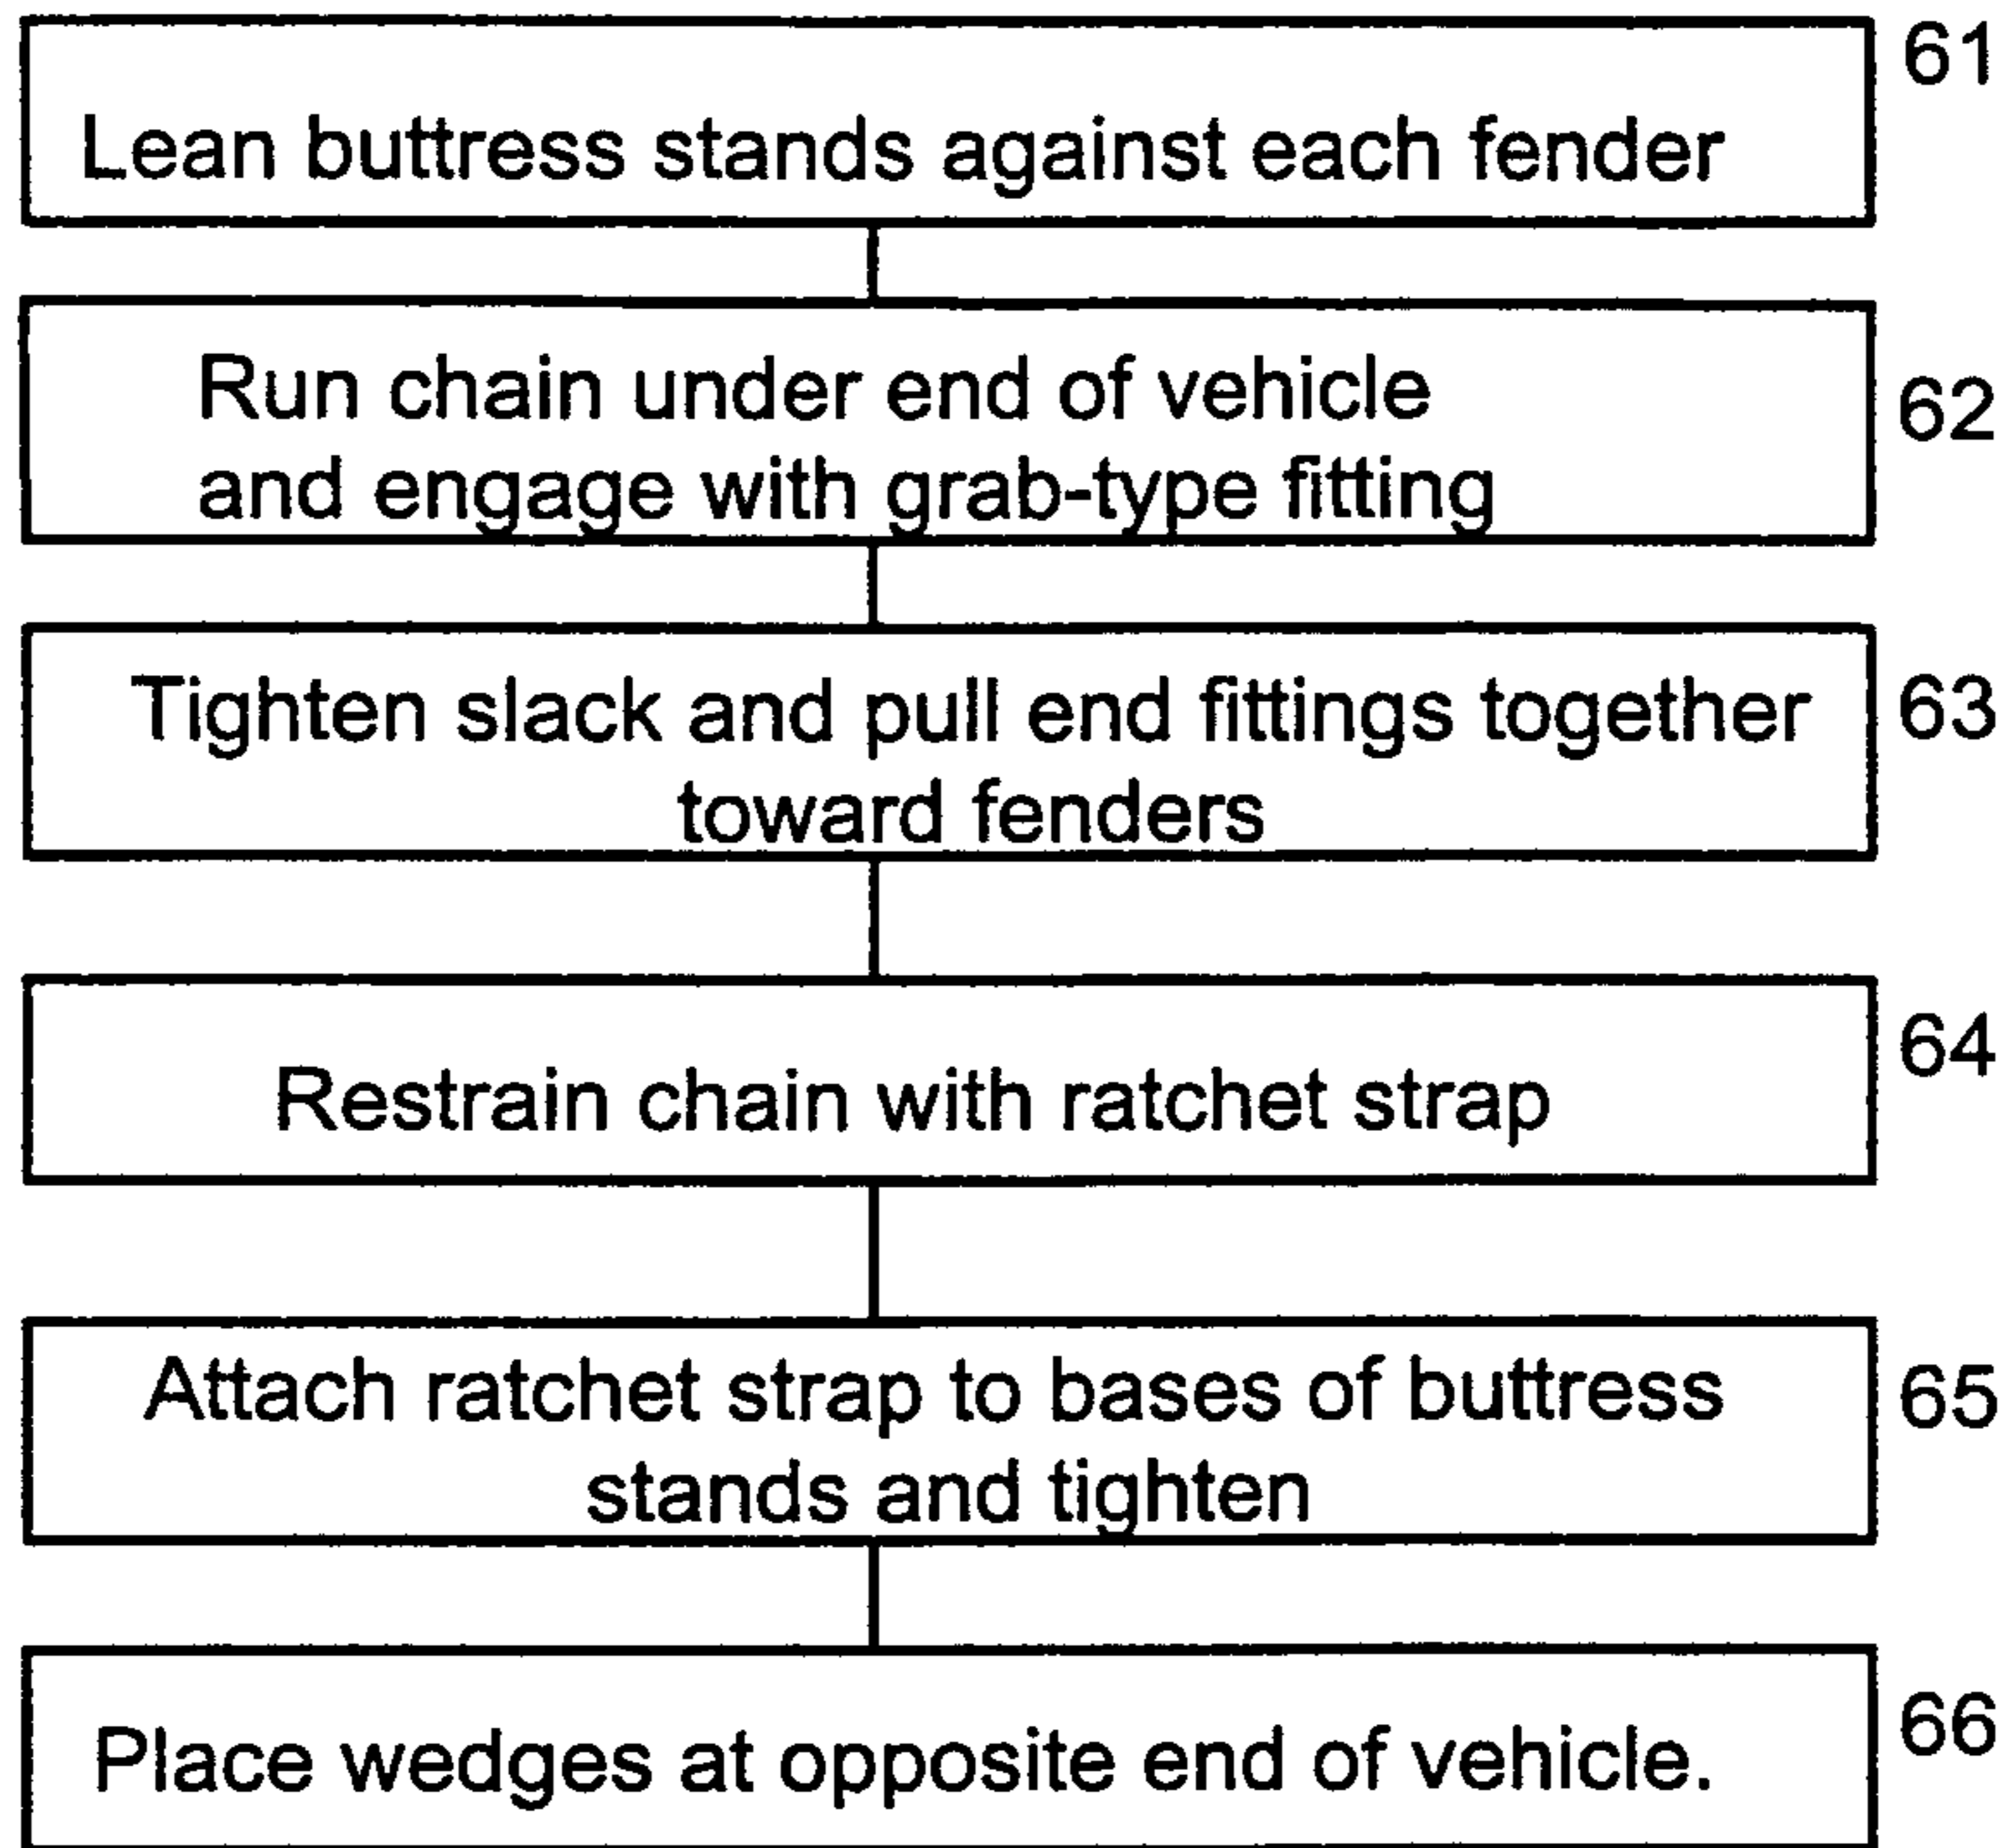 61
Lean buttress stands against each fender
Run chain under end of vehicle
62
and engage with grab-type fitting
Tighten slack and pull end fittings together
63
toward fenders
64
Restrain chain with ratchet strap
Attach ratchet strap to bases of buttress
65
stands and tighten
66
Place wedges at opposite end of vehicle.